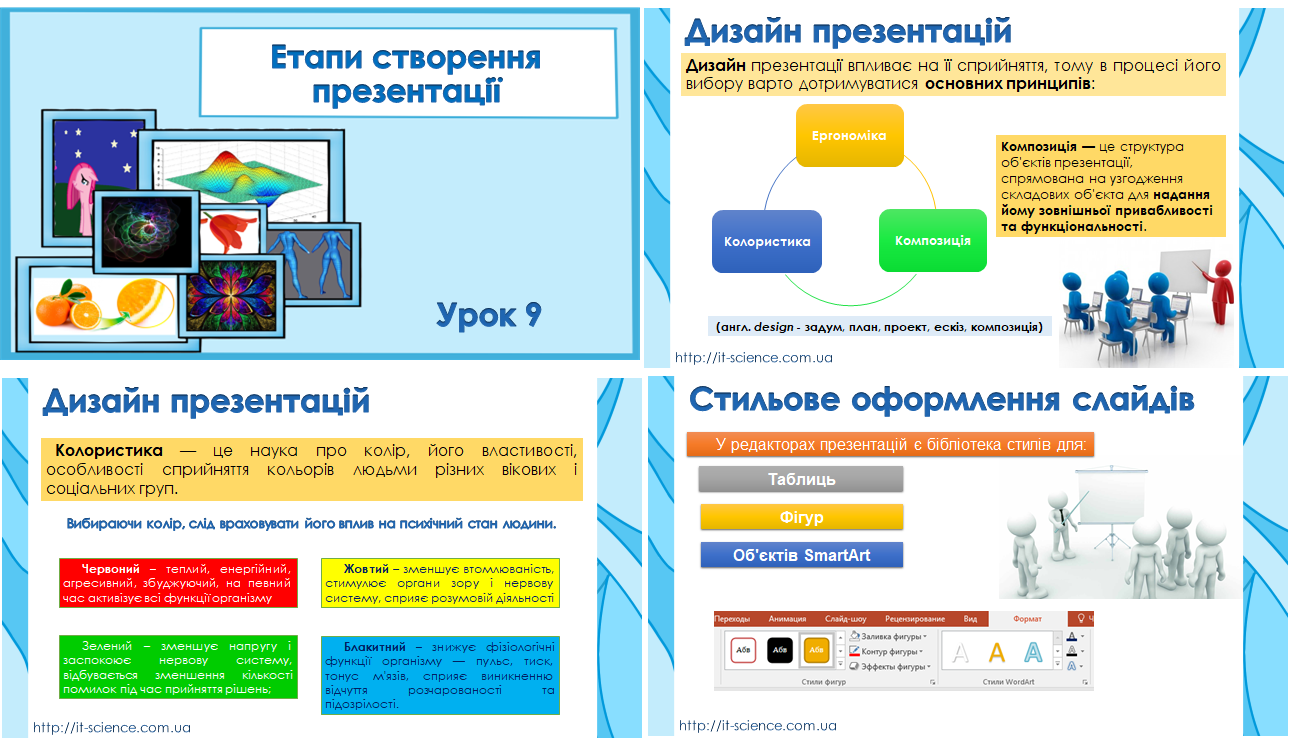 Етапи створення
презентації
Урок 9
Дизайн презентацій
Дизайн презентації впливає на її сприйняття, тому в процесі його
вибору варто дотримуватися основних принципів:
Ергономіка
Колористика
Композиція
Композиція — це структура
об'єктів презентації,
спрямована на узгодження
складових об'єкта для надання
йому зовнішньої привабливості
та функціональності.
(англ. design - задум, план, проект, ескіз, композиція)
http://it-science.com.ua
Дизайн презентацій
Колористика — це наука про колір, його властивості,
особливості сприйняття кольорів людьми різних вікових і
соціальних груп.
Вибираючи колір, слід враховувати його вплив на психічний стан людини.
Червоний – теплий, енергійний,
агресивний, збуджуючий, на певний
час активізує всі функції організму
Жовтий – зменшує втомлюваність,
стимулює органи зору і нервову
систему, сприяє розумовій діяльності
Зелений – зменшує напругу і
заспокоює нервову систему,
відбувається зменшення кількості
помилок під час прийняття рішень;
Блакитний – знижує фізіологічні
функції організму — пульс, тиск,
тонус м'язів, сприяє виникненню
відчуття розчарованості та
підозрілості.
http://it-science.com.ua
Стильове оформлення слайдів
У редакторах презентацій є бібліотека стилів для:
Таблиць
Фігур
Об'єктів SmartArt
Переходы Анимация Слайд-шоу Рецензирование Вид Формат
Абв Абв Абв
Заливка фигуры
Контур фигуры
Эффекты фигуры
А А А
Стили фигур Стили WordArt
http://it-science.com.ua